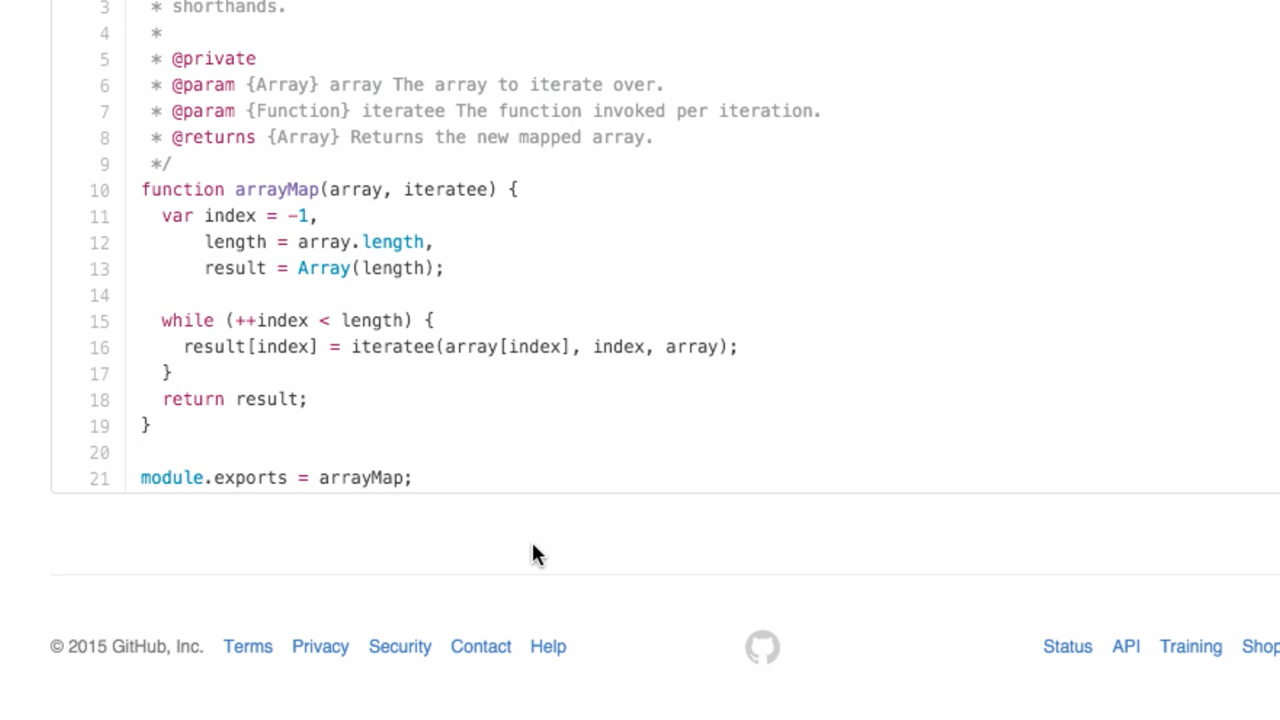 3 * shorthands.
4 *
5 * @private
6 * @param {Array} array The array to iterate over.
7 * @param {Function} iteratee The function invoked per iteration.
8 * @returns {Array} Returns the new mapped array.
9 */
10 function arrayMap(array, iteratee) {
11 var index = -1,
12 length = array.length,
13 result = Array(length);
14
15 while (++index < length) {
16 result[index] = iteratee(array[index], index, array);
17 }
18 return result;
19 }
20
21 module.exports = arrayMap;
© 2015 GitHub, Inc. Terms Privacy Security Contact Help Status API Training Shop